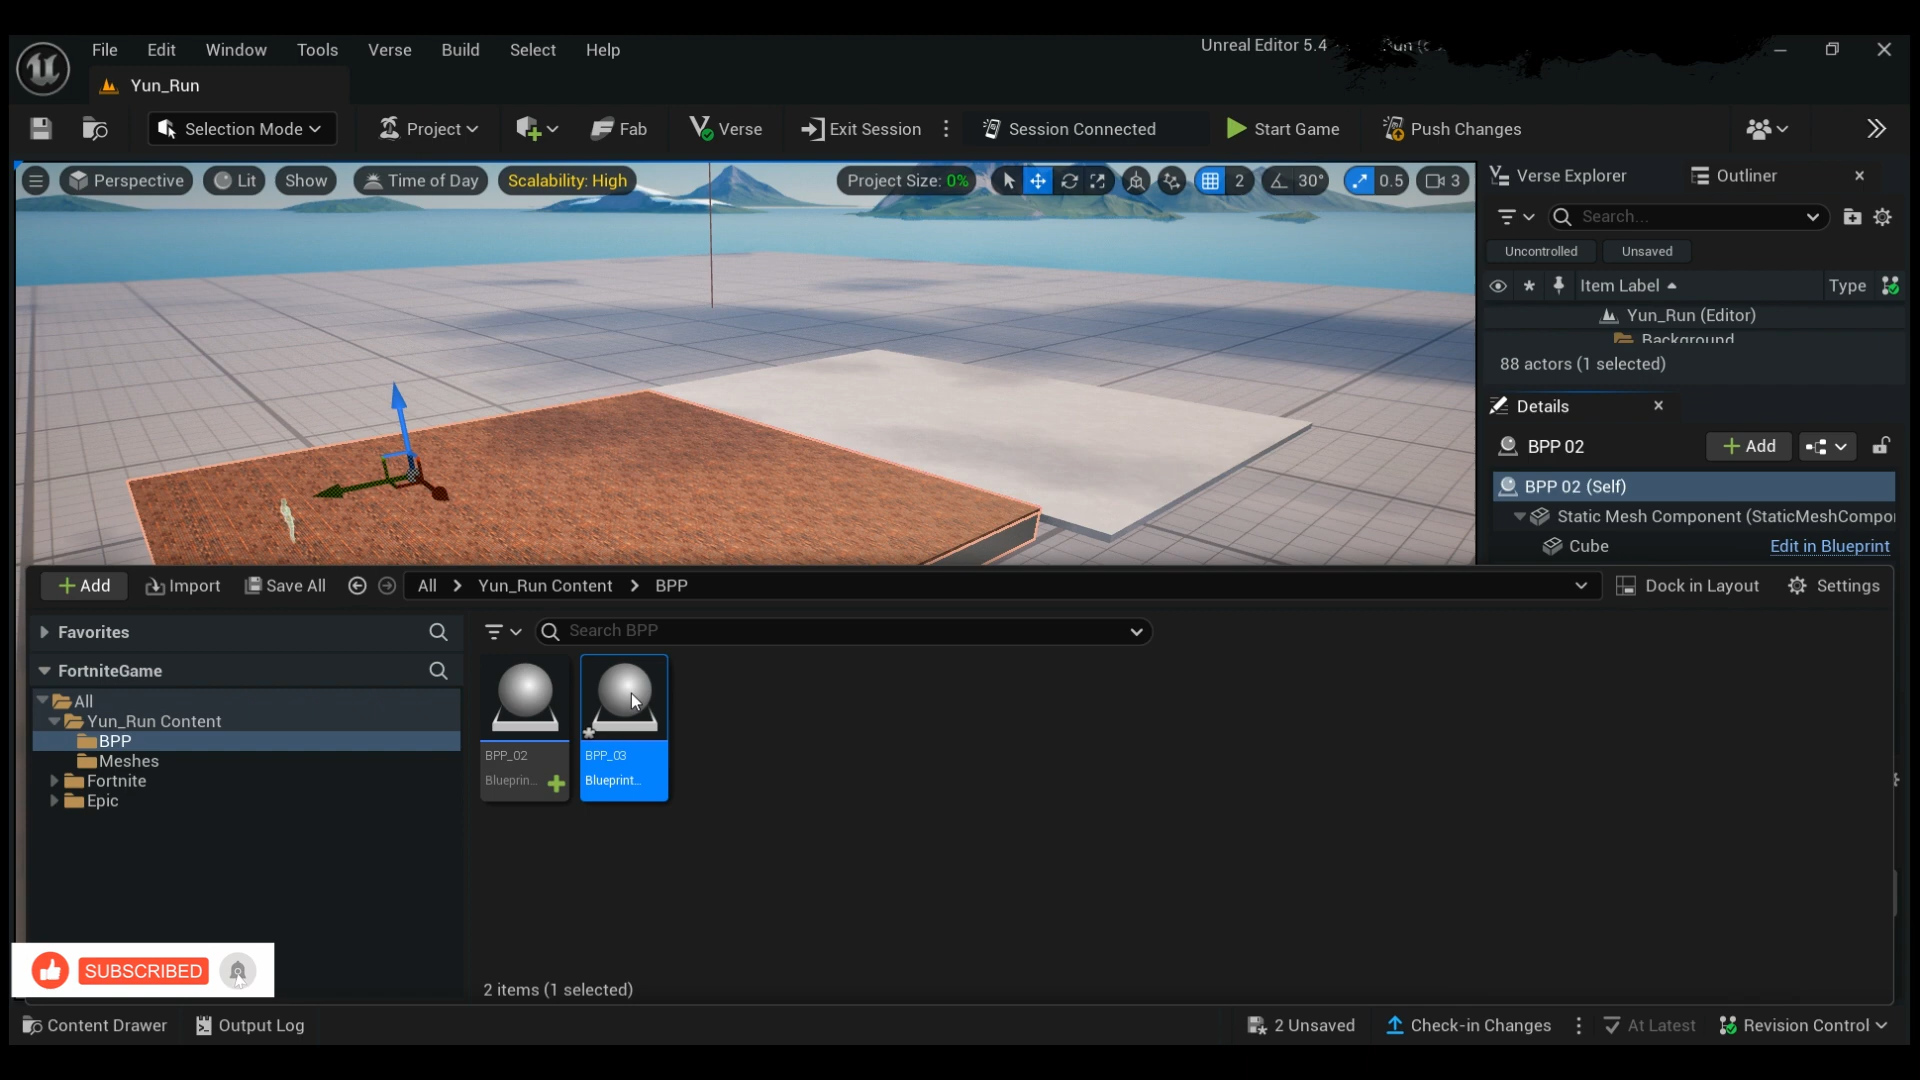 File Edit Window Tools Verse Build Select Help
Unreal Editor 5.4
Yun_Run
Selection Mode Project Fab Verse Exit Session Session Connected Start Game Push Changes
Perspective Lit Show Time of Day Scalability: High Project Size: 0% 2 30° 0.5 3
Verse Explorer Outliner
Search...
Uncontrolled Unsaved
Item Label Type
Yun_Run (Editor)
Background
88 actors (1 selected)
Details
BPP 02 Add
BPP 02 (Self)
Static Mesh Component (StaticMeshCompo
Cube Edit in Blueprint
Add Import Save All All Yun_Run Content BPP Dock in Layout Settings
Favorites
Search BPP
FortniteGame
All
Yun_Run Content
BPP
Meshes
Fortnite
Epic
BPP_02 BPP_03
Blueprin... Blueprint...
SUBSCRIBED
2 items (1 selected)
Content Drawer Output Log 2 Unsaved Check-in Changes At Latest Revision Control